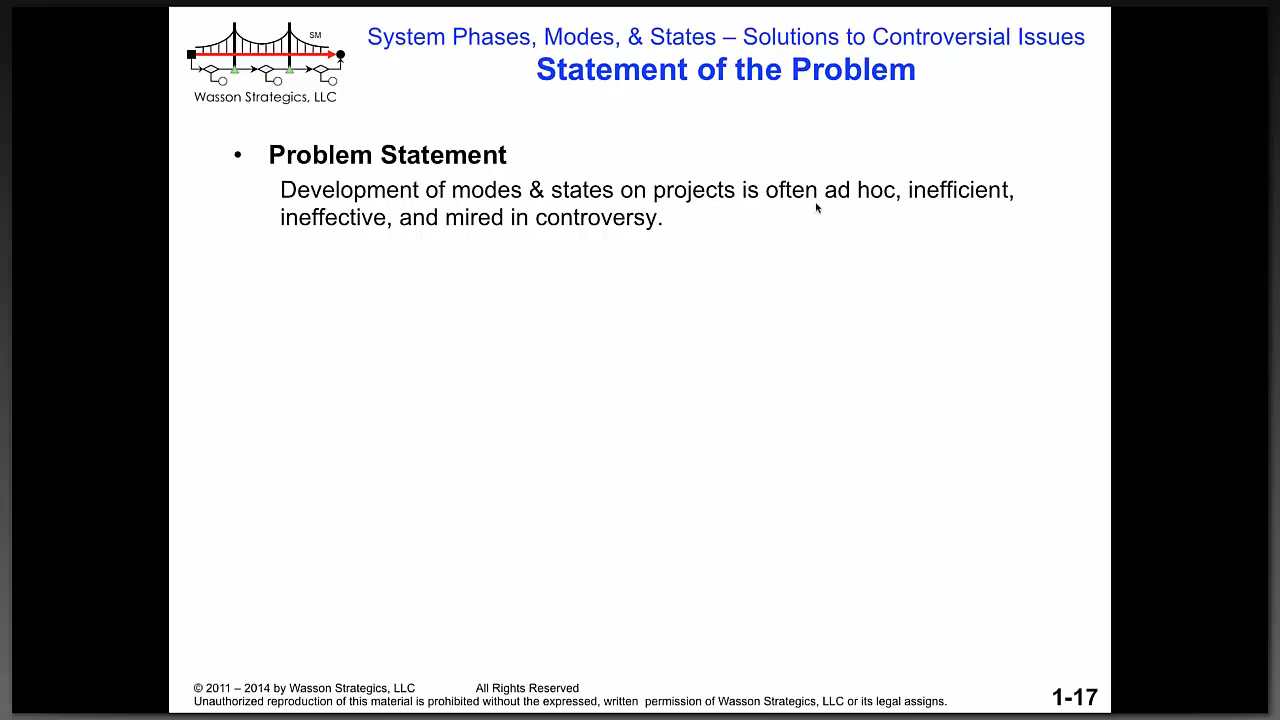 SM
Wasson Strategics, LLC
System Phases, Modes, & States – Solutions to Controversial Issues
Statement of the Problem
• Problem Statement
Development of modes & states on projects is often ad hoc, inefficient,
ineffective, and mired in controversy.
© 2011 – 2014 by Wasson Strategics, LLC All Rights Reserved
Unauthorized reproduction of this material is prohibited without the expressed, written permission of Wasson Strategics, LLC or its legal assigns.
1-17